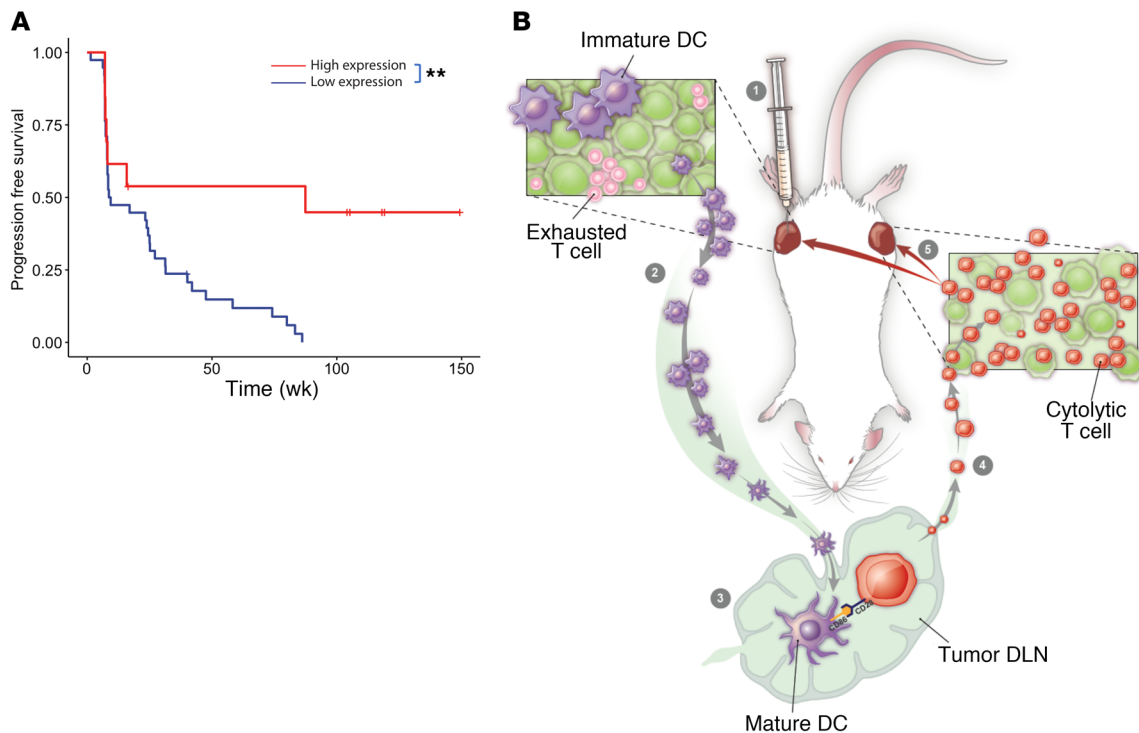 A
1.00
0.75
0.50
0.25
0.00
Progression free survival
0
50
100
150
Time (wk)
High expression
Low expression
**
B
Immature DC
Exhausted
T cell
1
2
3
4
5
Cytolytic
T cell
CD86
CD28
Tumor DLN
Mature DC